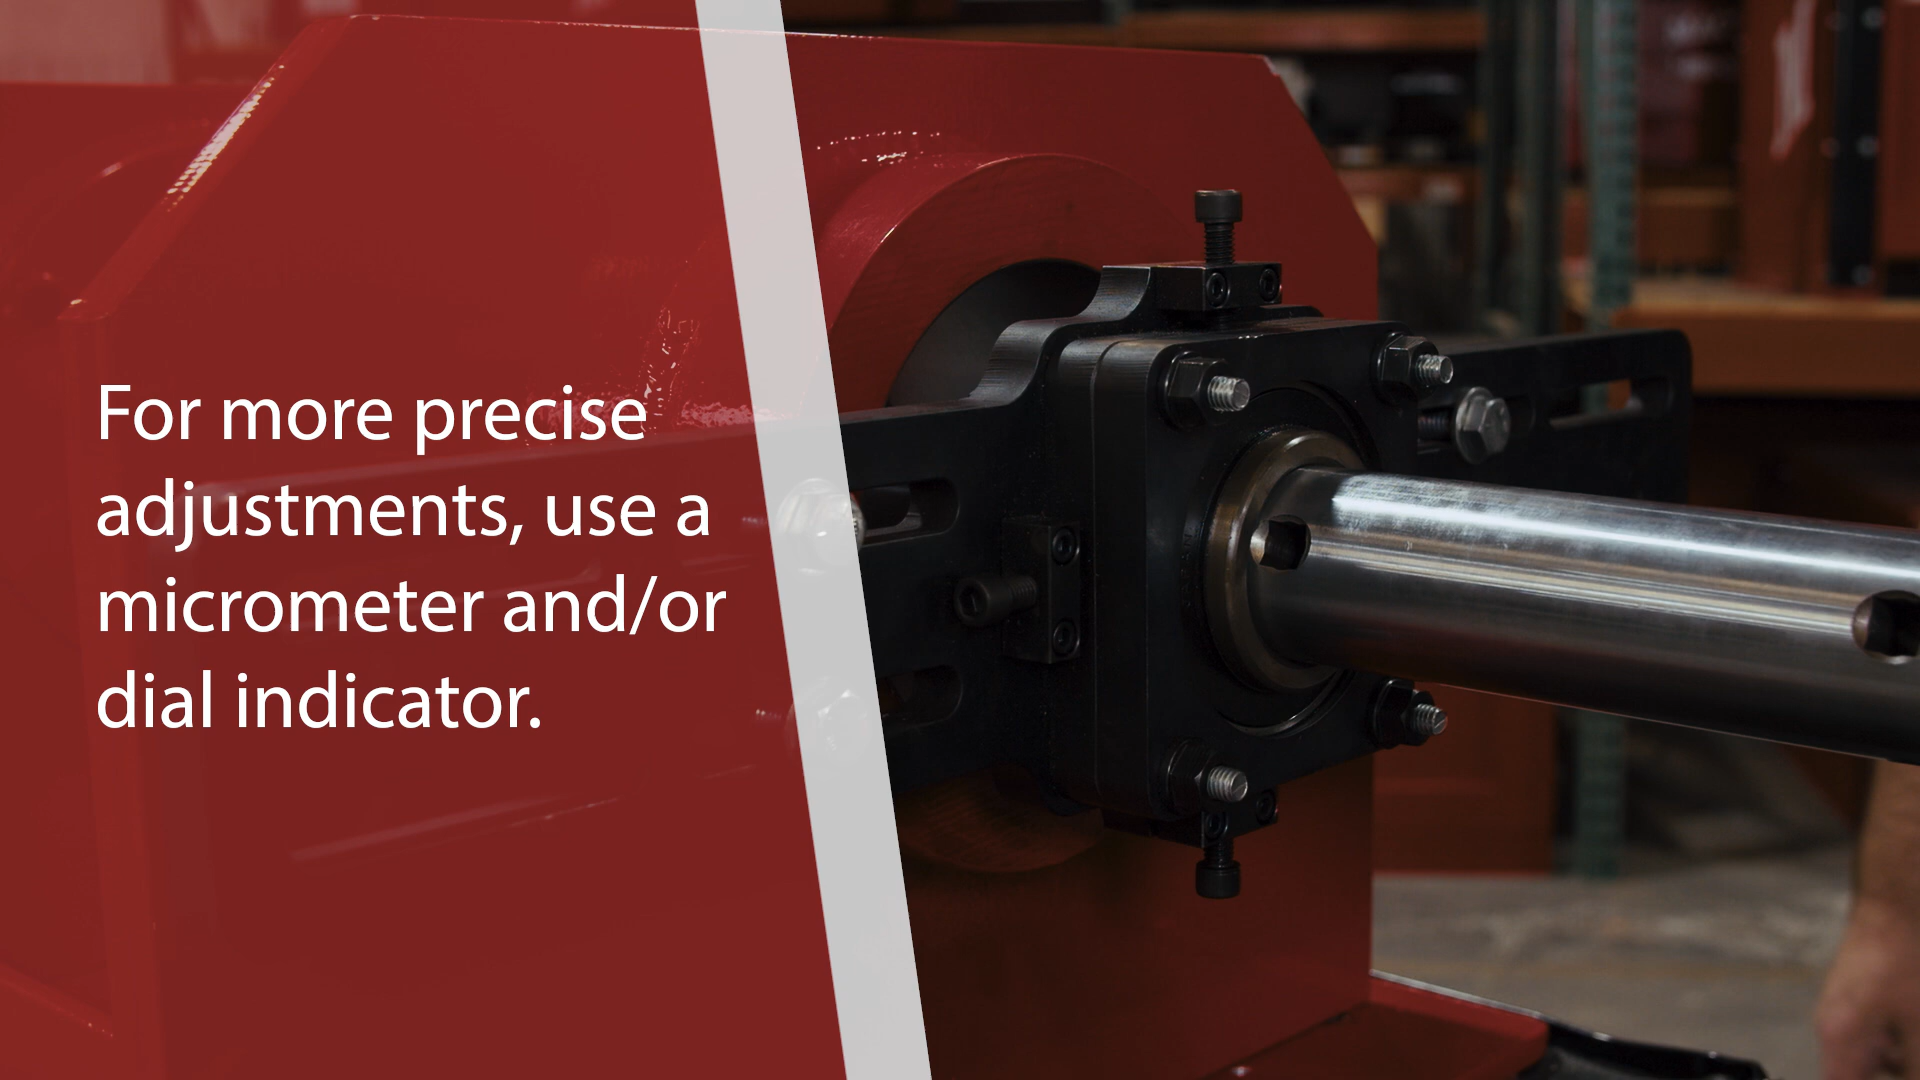 For more precise
adjustments, use a
micrometer and/or
dial indicator.